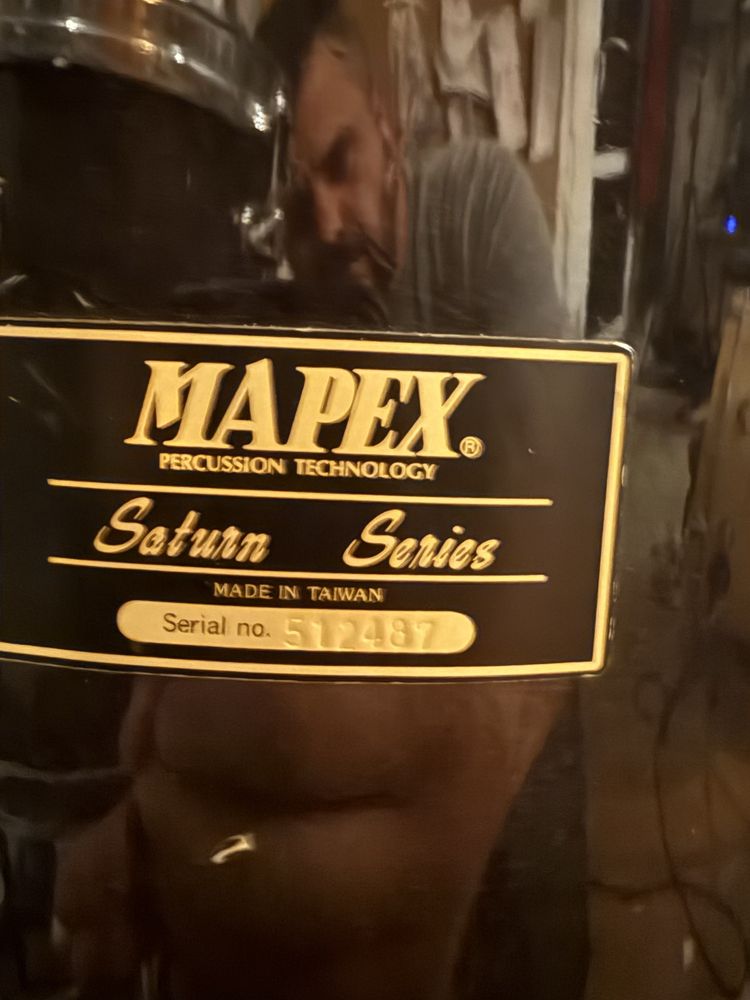 MAPEX®
PERCUSSION TECHNOLOGY
Saturn Series
MADE IN TAIWAN
Serial no. 512487